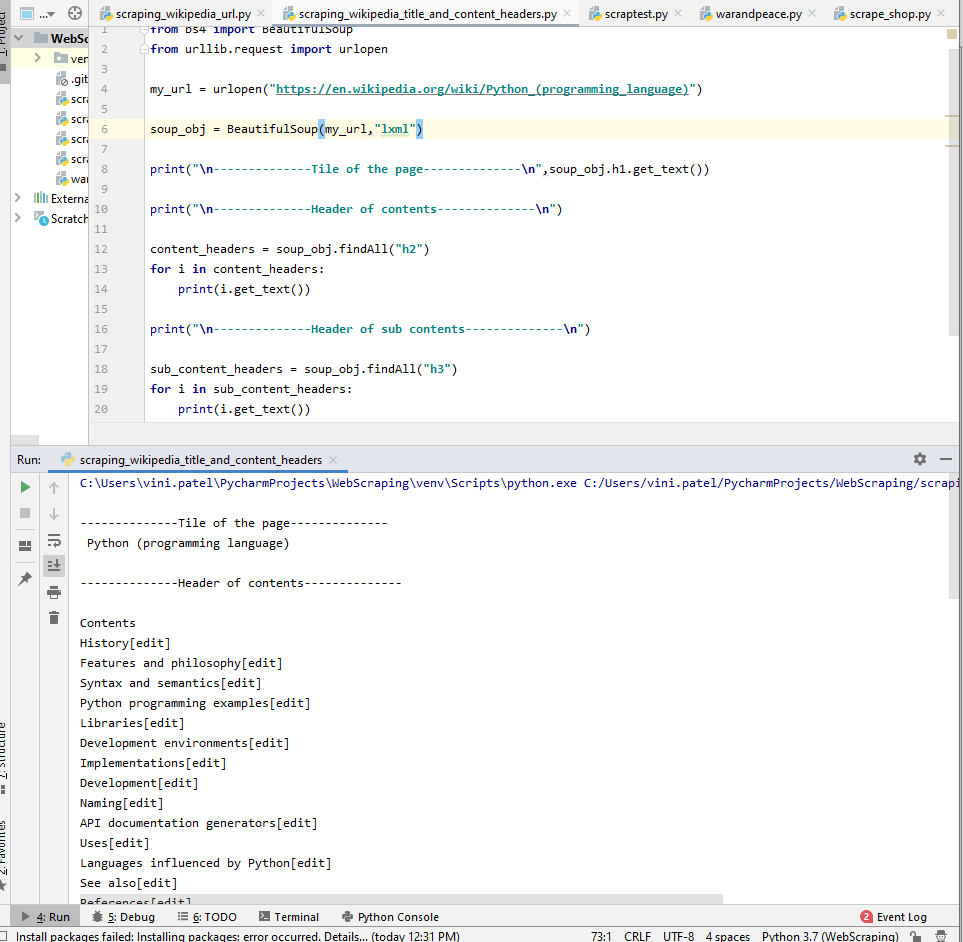 1: Project
...
scraping_wikipedia_url.py
scraping_wikipedia_title_and_content_headers.py
scraptest.py
warandpeace.py
scrape_shop.py
WebSc
ven
.git
scra
scra
scra
scra
war
Externa
Scratch
1 from bs4 import BeautifulSoup
2 from urllib.request import urlopen
3
4 my_url = urlopen("https://en.wikipedia.org/wiki/Python_(programming_language)")
5
6 soup_obj = BeautifulSoup(my_url,"lxml")
7
8 print("\n--------------Tile of the page--------------\n",soup_obj.h1.get_text())
9
10 print("\n--------------Header of contents--------------\n")
11
12 content_headers = soup_obj.findAll("h2")
13 for i in content_headers:
14 print(i.get_text())
15
16 print("\n--------------Header of sub contents--------------\n")
17
18 sub_content_headers = soup_obj.findAll("h3")
19 for i in sub_content_headers:
20 print(i.get_text())
Run: scraping_wikipedia_title_and_content_headers
C:\Users\vini.patel\PycharmProjects\WebScraping\venv\Scripts\python.exe C:/Users/vini.patel/PycharmProjects/WebScraping/scrapi
--------------Tile of the page--------------
Python (programming language)
--------------Header of contents--------------
Contents
History[edit]
Features and philosophy[edit]
Syntax and semantics[edit]
Python programming examples[edit]
Libraries[edit]
Development environments[edit]
Implementations[edit]
Development[edit]
Naming[edit]
API documentation generators[edit]
Uses[edit]
Languages influenced by Python[edit]
See also[edit]
References[edit]
7: Structure
2: Favorites
4: Run 5: Debug 6: TODO Terminal Python Console 2 Event Log
Install packages failed: Installing packages: error occurred. Details... (today 12:31 PM) 73:1 CRLF UTF-8 4 spaces Python 3.7 (WebScraping)